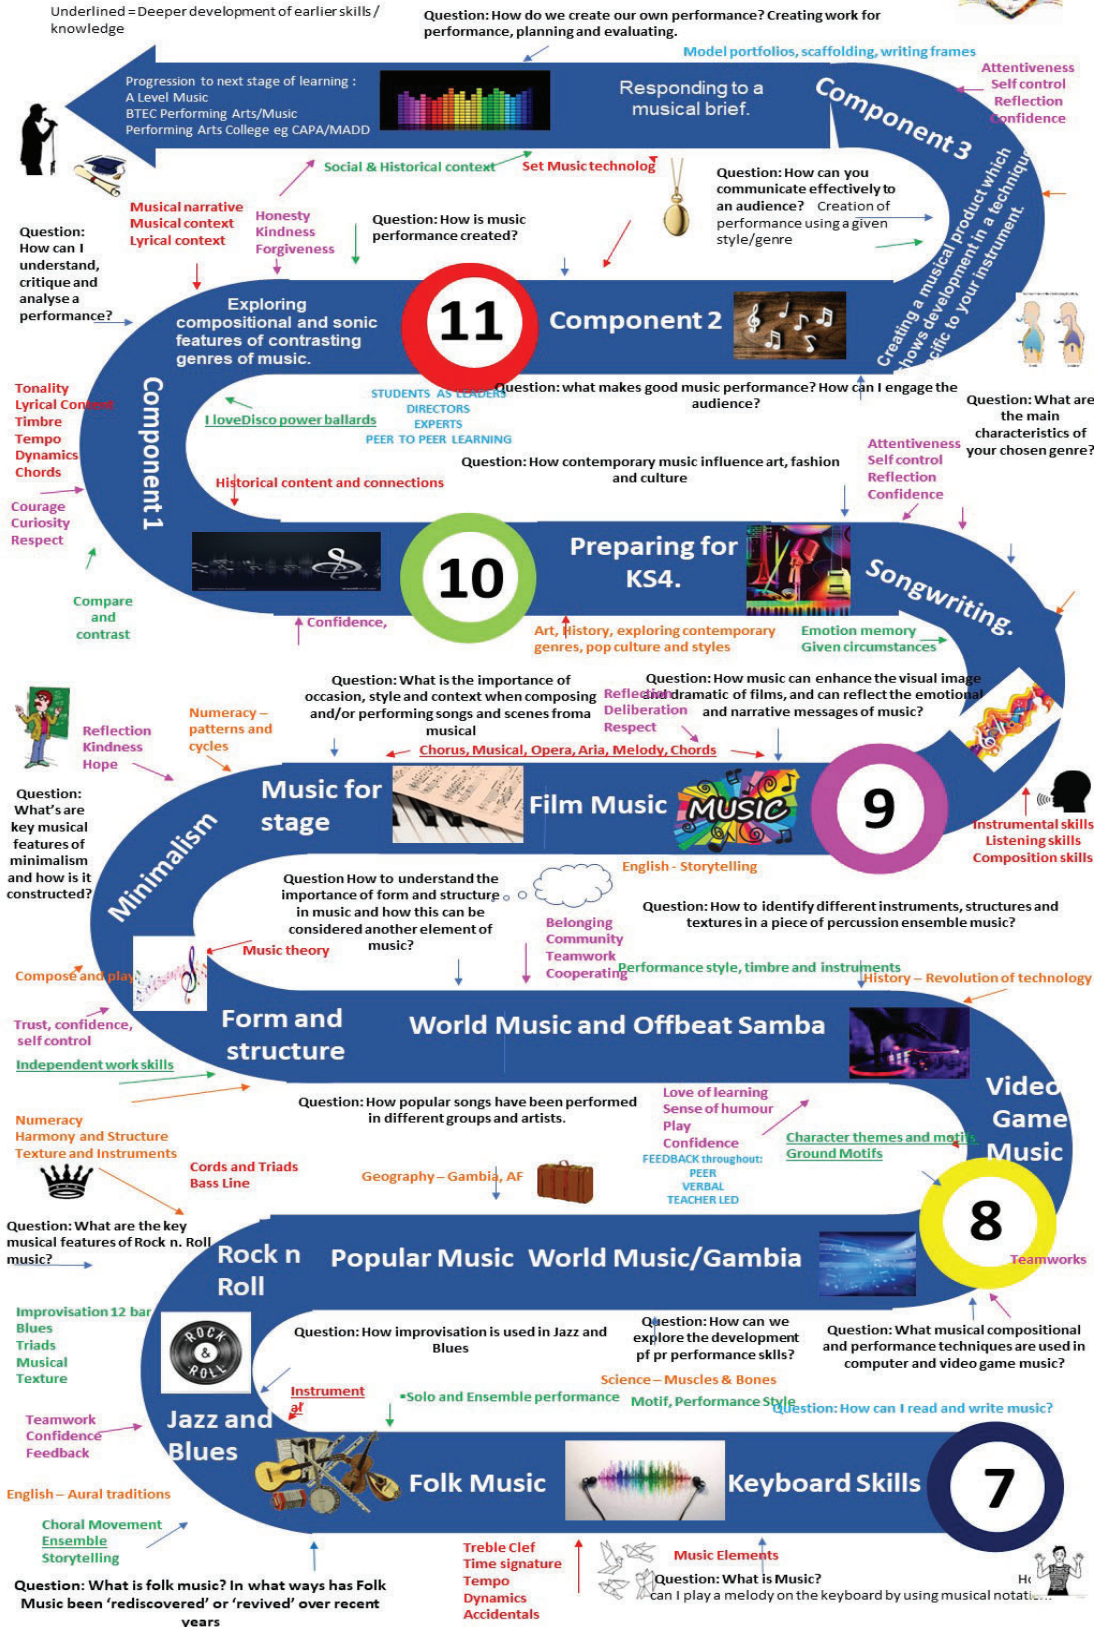 Underlined = Deeper development of earlier skills /
knowledge
Question: How do we create our own performance? Creating work for
performance, planning and evaluating.
Model portfolios, scaffolding, writing frames
Progression to next stage of learning :
A Level Music
BTEC Performing Arts/Music
Performing Arts College eg CAPA/MADD
Responding to a
musical brief.
Component 3
Attentiveness
Self control
Reflection
Confidence
Social & Historical context
Set Music technolog
Question: How can you
communicate effectively to
an audience? Creation of
performance using a given
style/genre
Creating a musical product which
shows development in a technique
specific to your instrument.
Musical narrative
Musical context
Lyrical context
Honesty
Kindness
Forgiveness
Question: How is music
performance created?
Question:
How can I
understand,
critique and
analyse a
performance?
Exploring
compositional and sonic
features of contrasting
genres of music.
11
Component 2
Component 1
Tonality
Lyrical Content
Timbre
Tempo
Dynamics
Chords
I loveDisco power ballards
STUDENTS AS LEADERS
DIRECTORS
EXPERTS
PEER TO PEER LEARNING
Question: what makes good music performance? How can I engage the
audience?
Question: What are
the main
characteristics of
your chosen genre?
Question: How contemporary music influence art, fashion
and culture
Attentiveness
Self control
Reflection
Confidence
Historical content and connections
Courage
Curiosity
Respect
10
Preparing for
KS4.
Songwriting.
Compare
and
contrast
Confidence,
Art, History, exploring contemporary
genres, pop culture and styles
Emotion memory
Given circumstances
Question: What is the importance of
occasion, style and context when composing
and/or performing songs and scenes froma
musical
Question: How music can enhance the visual image
and dramatic of films, and can reflect the emotional
and narrative messages of music?
Reflection
Deliberation
Respect
Reflection
Kindness
Hope
Numeracy –
patterns and
cycles
Chorus, Musical, Opera, Aria, Melody, Chords
Question:
What's are
key musical
features of
minimalism
and how is it
constructed?
Minimalism
Music for
stage
Film Music
MUSIC
9
Instrumental skills
Listening skills
Composition skills
English - Storytelling
Question How to understand the
importance of form and structure
in music and how this can be
considered another element of
music?
Belonging
Community
Teamwork
Cooperating
Question: How to identify different instruments, structures and
textures in a piece of percussion ensemble music?
Music theory
Performance style, timbre and instruments
History – Revolution of technology
Compose and play
Trust, confidence,
self control
Independent work skills
Form and
structure
World Music and Offbeat Samba
Video
Game
Music
Question: How popular songs have been performed
in different groups and artists.
Love of learning
Sense of humour
Play
Confidence
FEEDBACK throughout:
PEER
VERBAL
TEACHER LED
Character themes and motifs
Ground Motifs
Numeracy
Harmony and Structure
Texture and Instruments
Cords and Triads
Bass Line
Geography – Gambia, AF
8
Teamworks
Question: What are the key
musical features of Rock n. Roll
music?
Rock n
Roll
Popular Music
World Music/Gambia
Improvisation 12 bar
Blues
Triads
Musical
Texture
ROCK
&
ROLL
Question: How improvisation is used in Jazz and
Blues
Question: How can we
explore the development
pf pr performance sklls?
Question: What musical compositional
and performance techniques are used in
computer and video game music?
Science – Muscles & Bones
Instrument
al
•Solo and Ensemble performance
Motif, Performance Style
Question: How can I read and write music?
Teamwork
Confidence
Feedback
Jazz and
Blues
Folk Music
Keyboard Skills
7
English – Aural traditions
Choral Movement
Ensemble
Storytelling
Question: What is folk music? In what ways has Folk
Music been 'rediscovered' or 'revived' over recent
years
Treble Clef
Time signature
Tempo
Dynamics
Accidentals
Music Elements
Question: What is Music?
can I play a melody on the keyboard by using musical